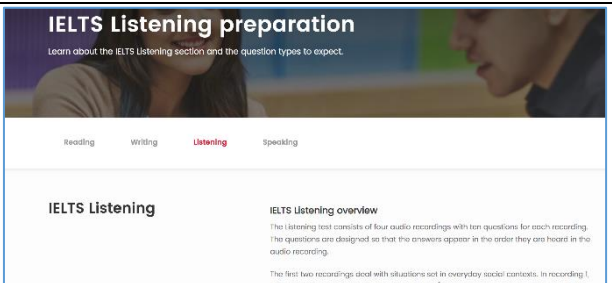 IELTS Listening preparation
Learn about the IELTS Listening section and the question types to expect.
Reading Writing Listening Speaking
IELTS Listening
IELTS Listening overview
The Listening test consists of four audio recordings with ten questions for each recording.
The questions are designed so that the answers appear in the order they are heard in the
audio recording.
The first two recordings deal with situations set in everyday social contexts. In recording 1,